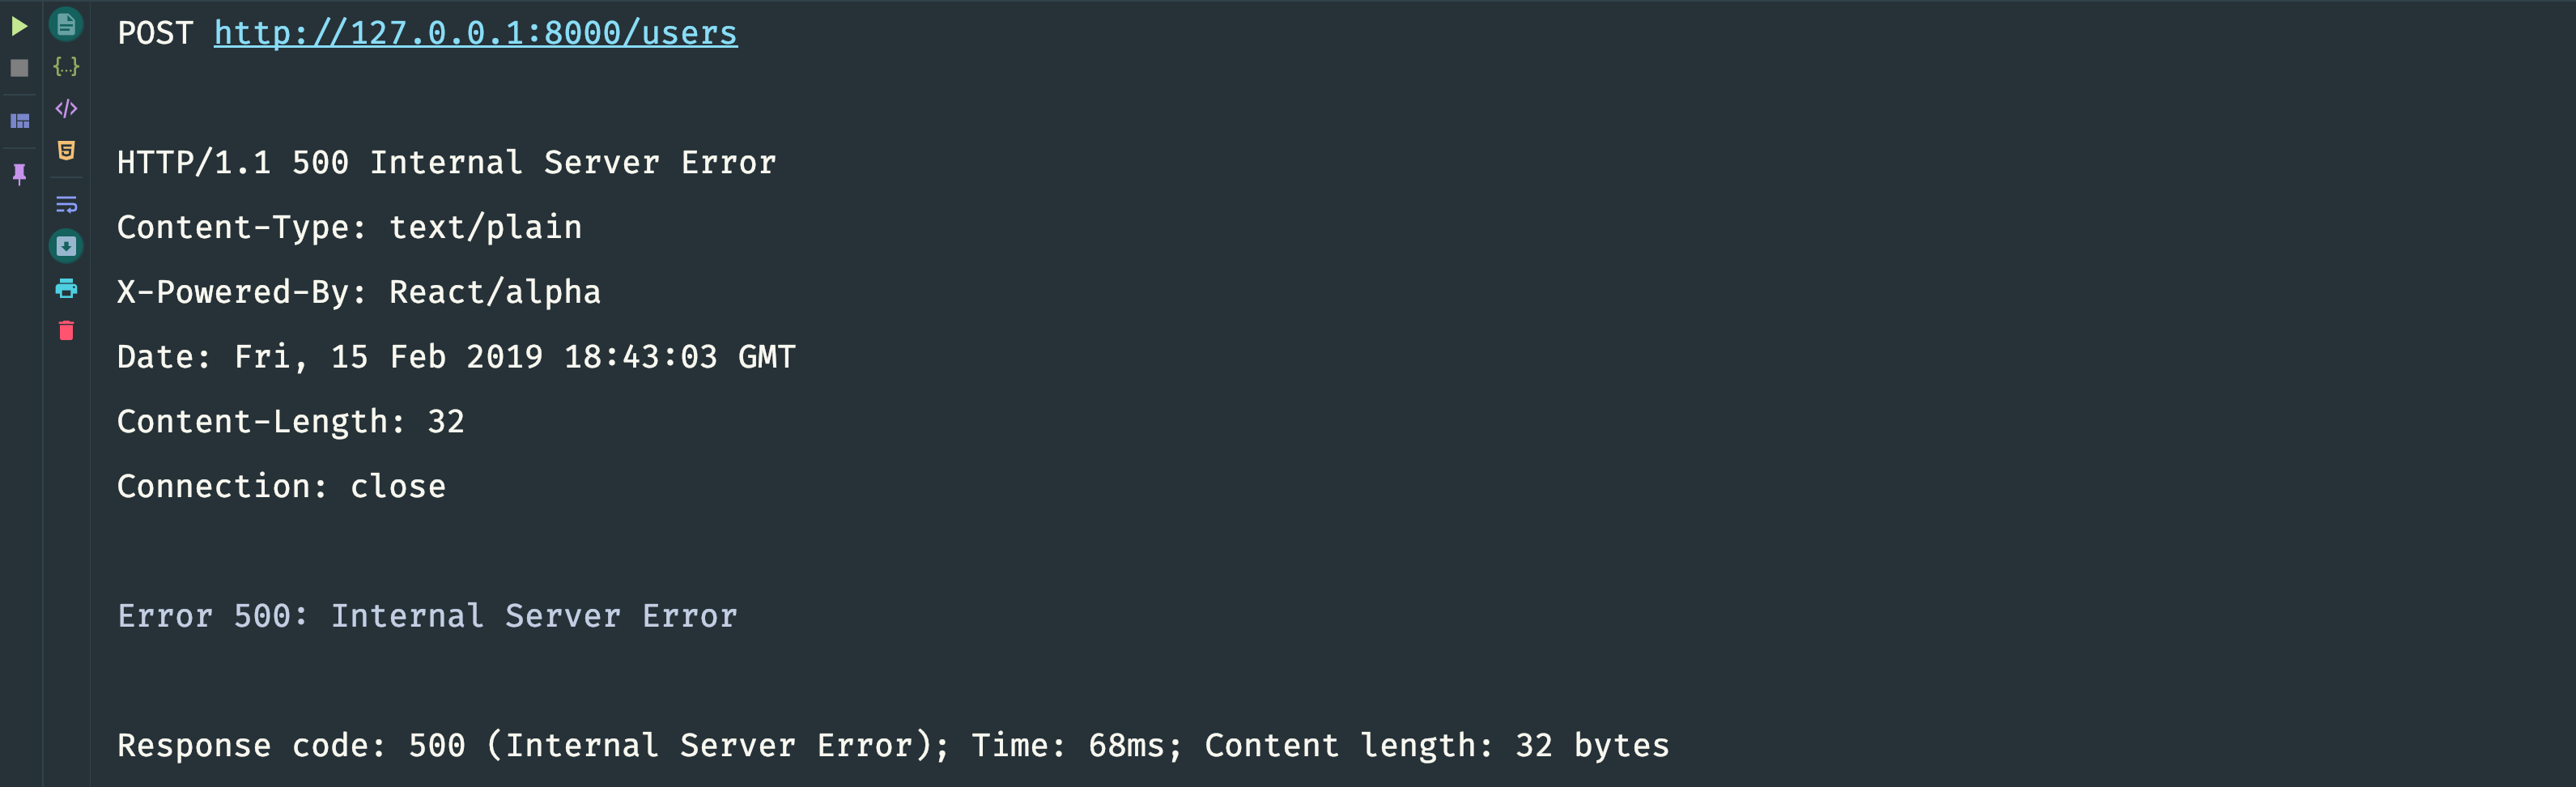 POST http://127.0.0.1:8000/users
HTTP/1.1 500 Internal Server Error
Content-Type: text/plain
X-Powered-By: React/alpha
Date: Fri, 15 Feb 2019 18:43:03 GMT
Content-Length: 32
Connection: close
Error 500: Internal Server Error
Response code: 500 (Internal Server Error); Time: 68ms; Content length: 32 bytes